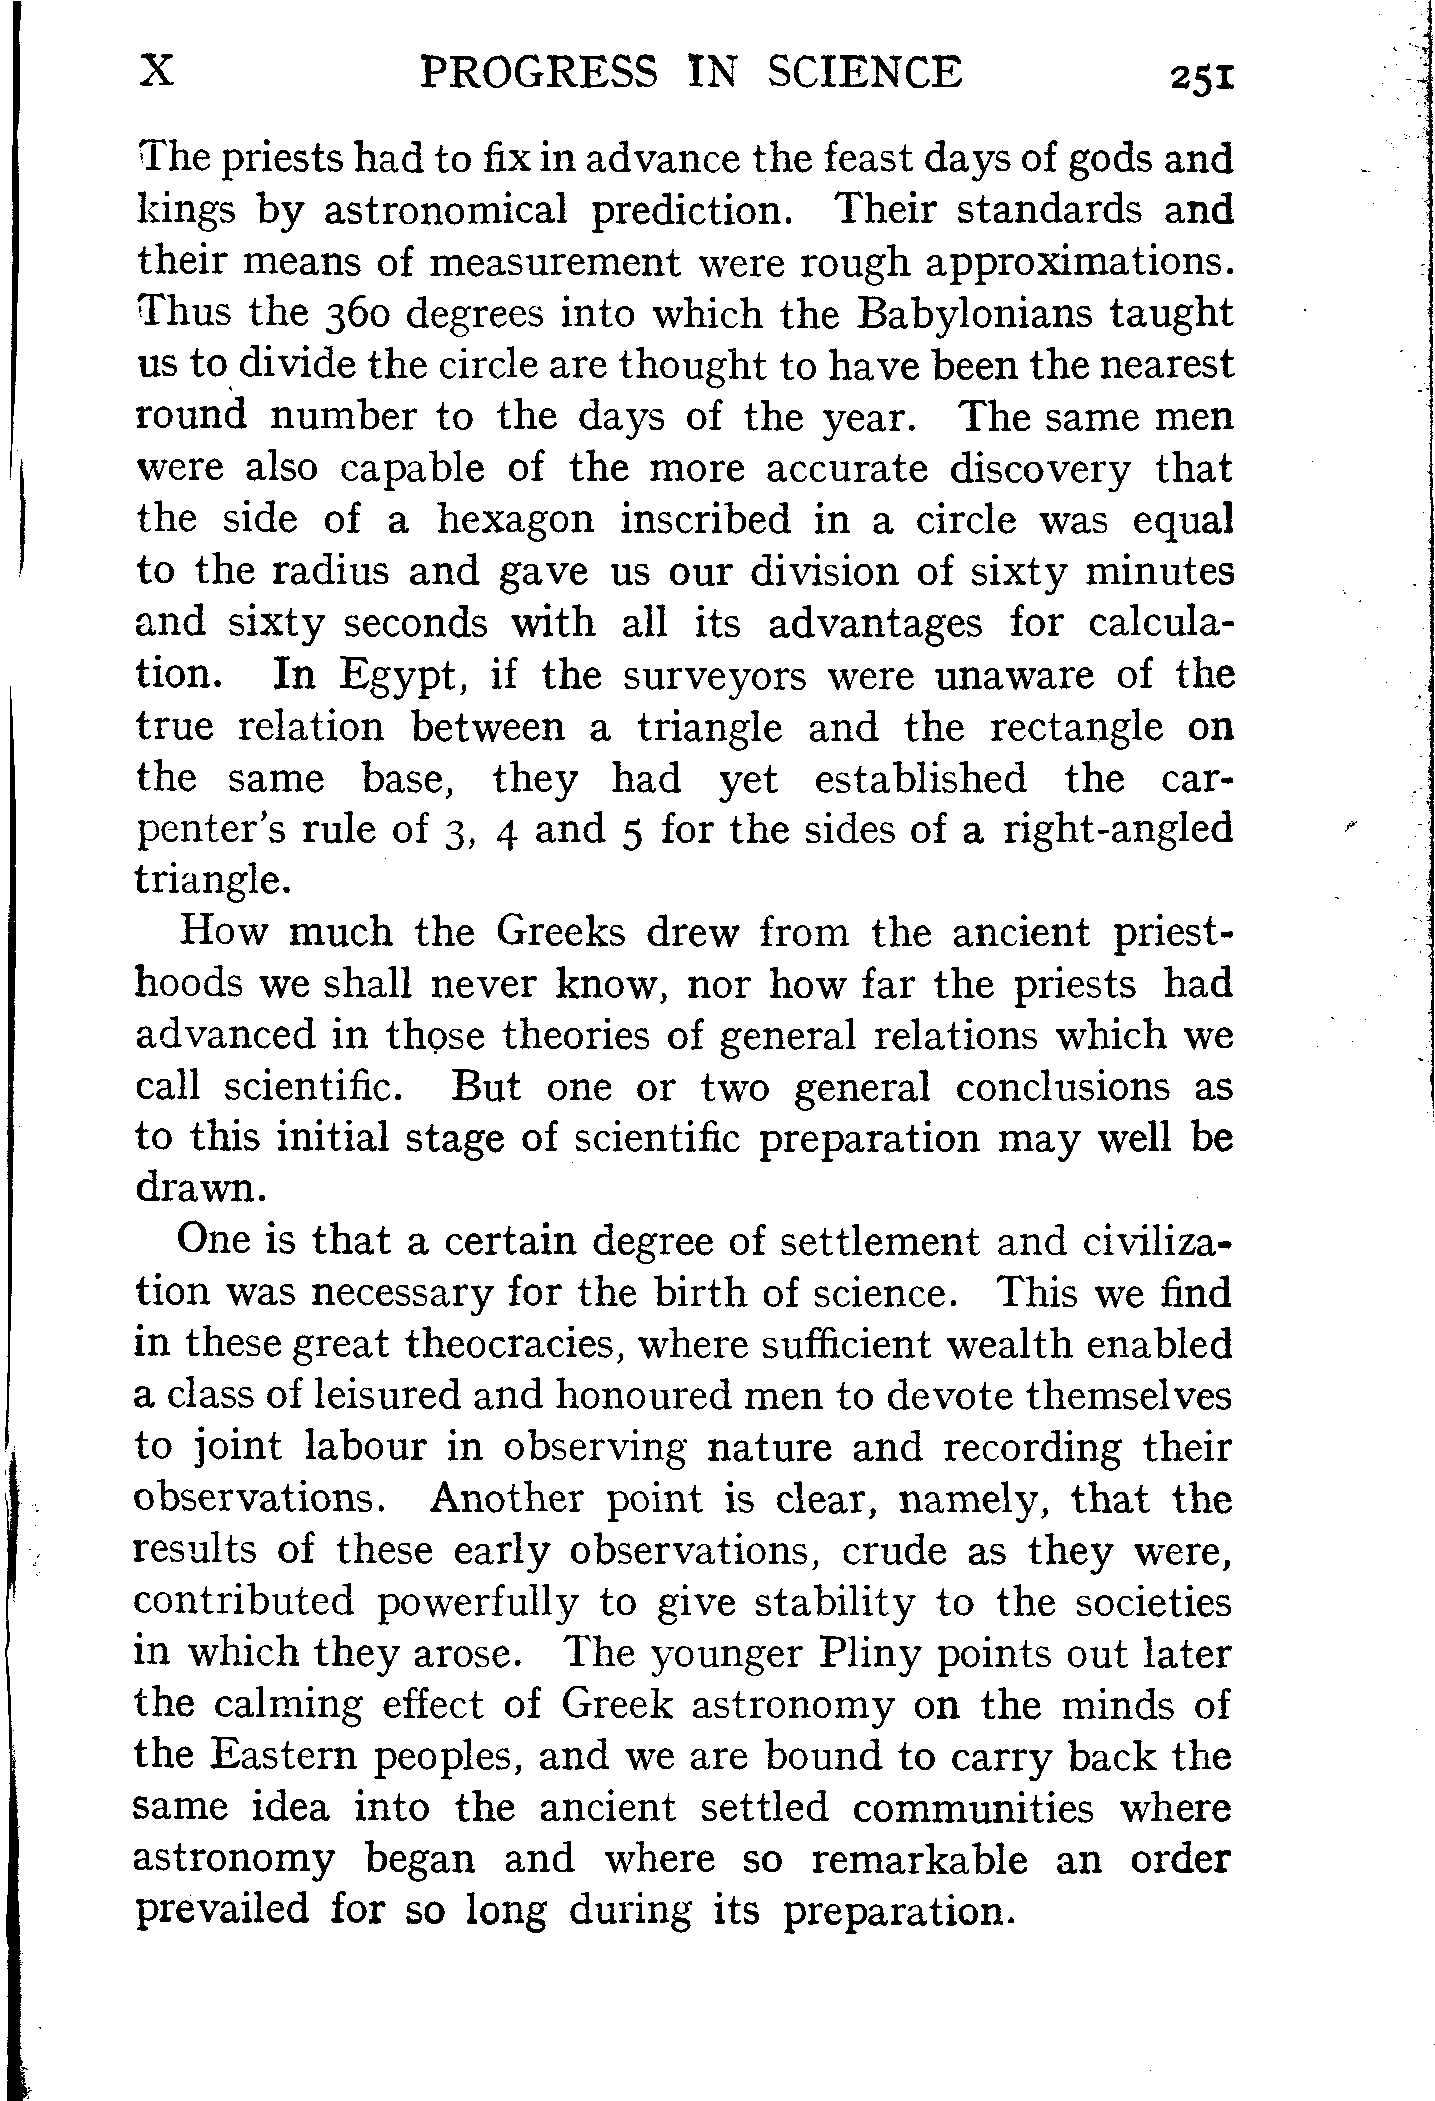 X PROGRESS IN SCIENCE 251
The priests had to fix in advance the feast days of gods and
kings by astronomical prediction. Their standards and
their means of measurement were rough approximations.
Thus the 360 degrees into which the Babylonians taught
us to divide the circle are thought to have been the nearest
round number to the days of the year. The same men
were also capable of the more accurate discovery that
the side of a hexagon inscribed in a circle was equal
to the radius and gave us our division of sixty minutes
and sixty seconds with all its advantages for calcula-
tion. In Egypt, if the surveyors were unaware of the
true relation between a triangle and the rectangle on
the same base, they had yet established the car-
penter's rule of 3, 4 and 5 for the sides of a right-angled
triangle.
How much the Greeks drew from the ancient priest-
hoods we shall never know, nor how far the priests had
advanced in those theories of general relations which we
call scientific. But one or two general conclusions as
to this initial stage of scientific preparation may well be
drawn.
One is that a certain degree of settlement and civiliza-
tion was necessary for the birth of science. This we find
in these great theocracies, where sufficient wealth enabled
a class of leisured and honoured men to devote themselves
to joint labour in observing nature and recording their
observations. Another point is clear, namely, that the
results of these early observations, crude as they were,
contributed powerfully to give stability to the societies
in which they arose. The younger Pliny points out later
the calming effect of Greek astronomy on the minds of
the Eastern peoples, and we are bound to carry back the
same idea into the ancient settled communities where
astronomy began and where so remarkable an order
prevailed for so long during its preparation.